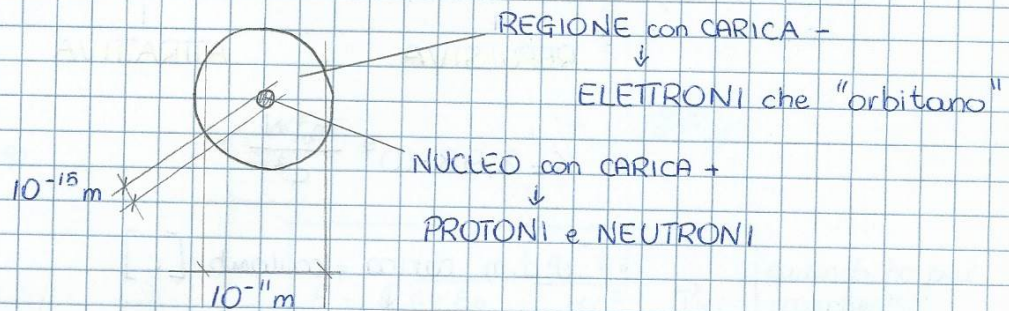 REGIONE con CARICA -
↓
ELETTRONI che "orbitano"
NUCLEO con CARICA +
↓
PROTONI e NEUTRONI
10⁻¹⁵ m
10⁻¹¹ m